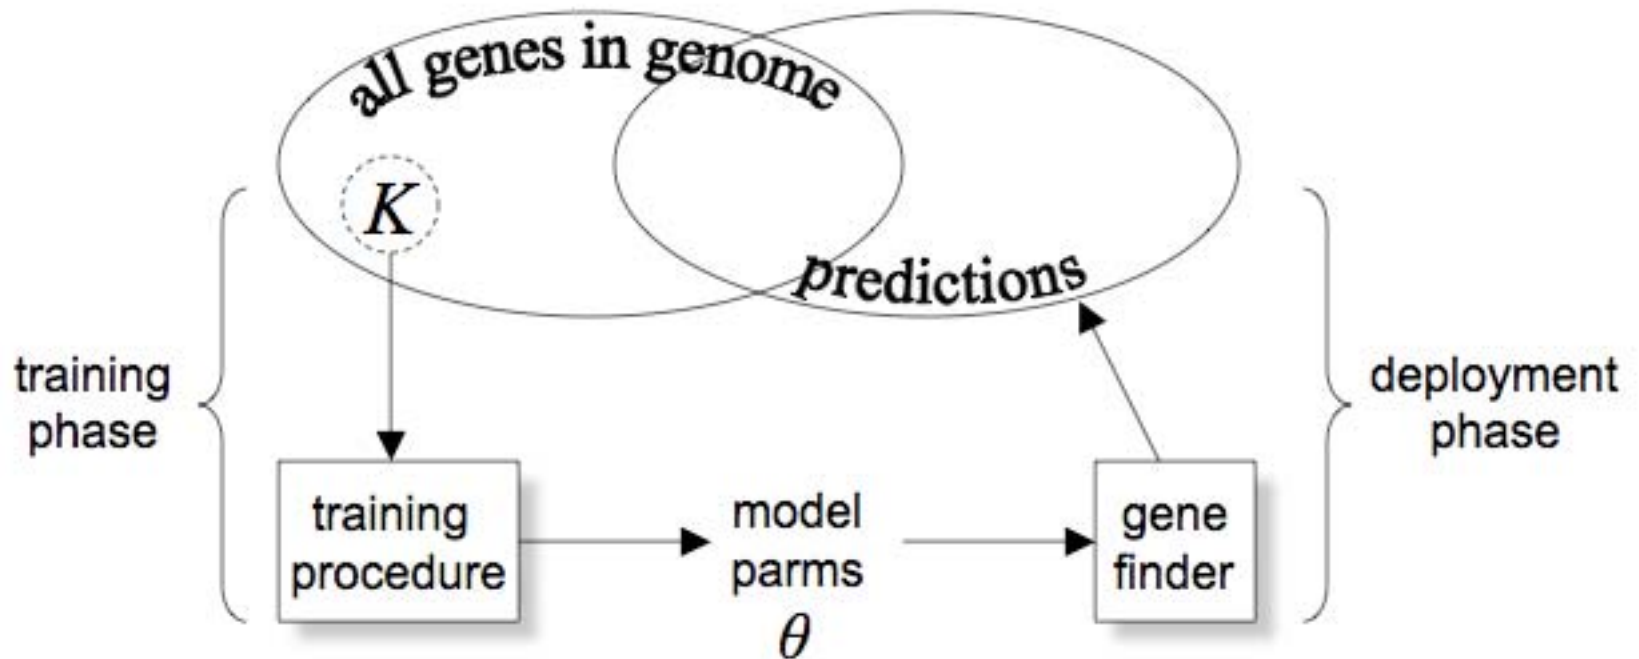 all genes in genome
K
predictions
training
phase
deployment
phase
training
procedure
model
parms
θ
gene
finder